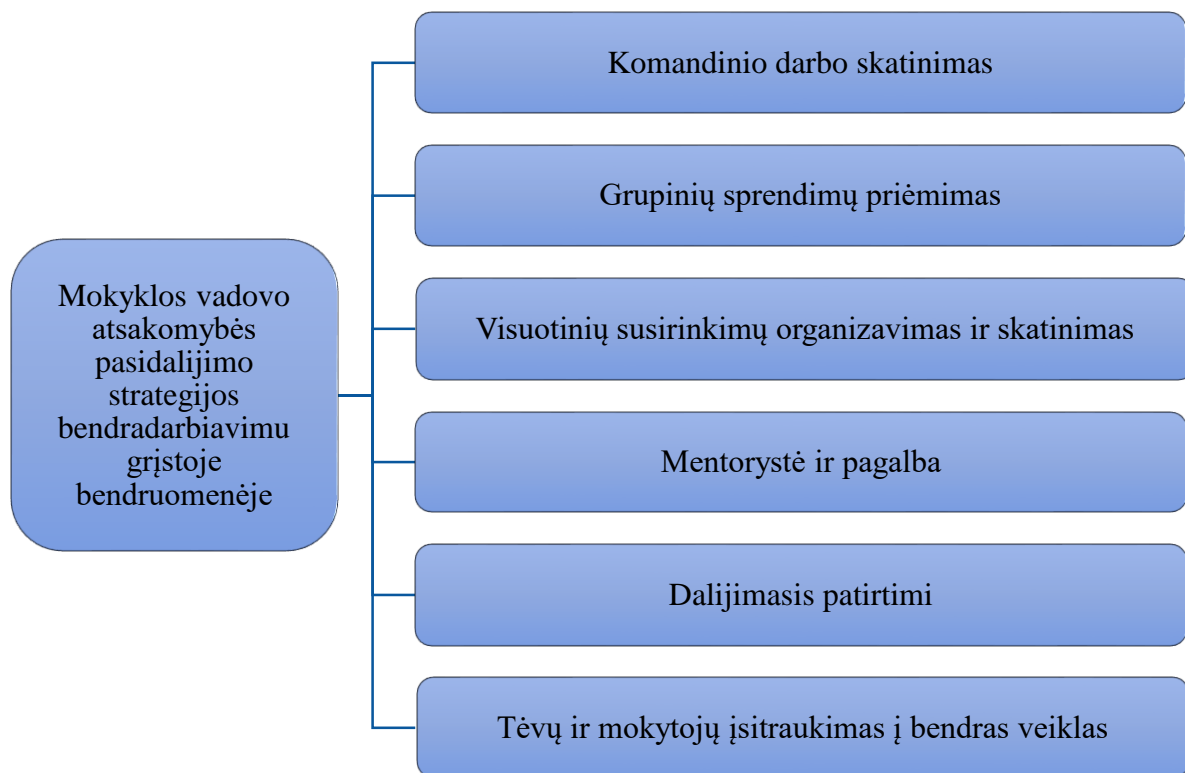 Komandinio darbo skatinimas
Grupinių sprendimų priėmimas
Mokyklos vadovo
atsakomybės
pasidalijimo
strategijos
bendradarbiavimu
grįstoje
bendruomenėje
Visuotinių susirinkimų organizavimas ir skatinimas
Mentorystė ir pagalba
Dalijimasis patirtimi
Tėvų ir mokytojų įsitraukimas į bendras veiklas